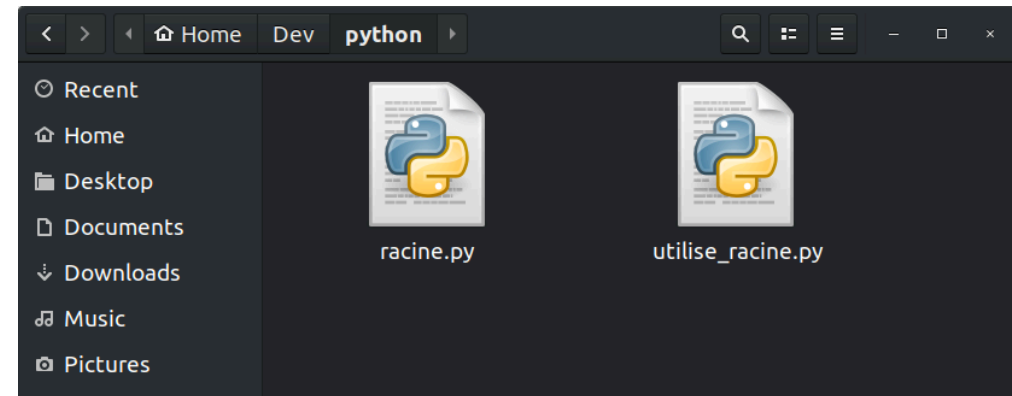 Home Dev python
Recent
Home
Desktop
Documents
Downloads
Music
Pictures
racine.py
utilise_racine.py